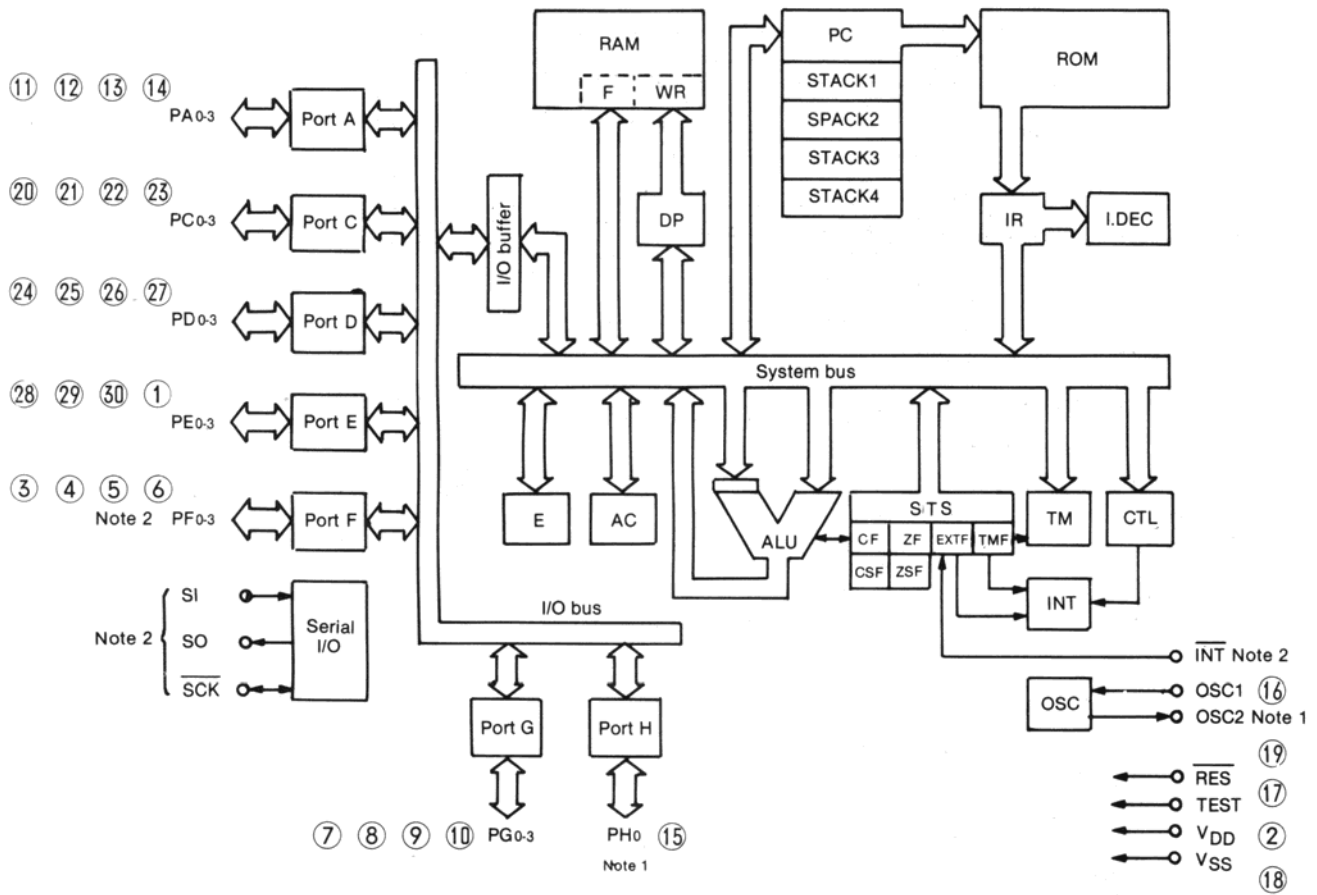 RAM
F WR
PC
STACK1
SPACK2
STACK3
STACK4
ROM
⑪ ⑫ ⑬ ⑭
PA0-3
Port A
⑳ ㉑ ㉒ ㉓
PC0-3
Port C
I/O buffer
DP
IR
I.DEC
㉔ ㉕ ㉖ ㉗
PD0-3
Port D
System bus
㉘ ㉙ ㉚ ①
PE0-3
Port E
③ ④ ⑤ ⑥
Note 2 PF0-3
Port F
E
AC
ALU
STS
CF ZF EXTF TMF
CSF ZSF
TM
CTL
INT
Note 2
SI
SO
S̅C̅K̅
Serial
I/O
I/O bus
I̅N̅T̅ Note 2
OSC
OSC1 ⑯
OSC2 Note 1
Port G
Port H
⑲
R̅E̅S̅
⑰
TEST
VDD ②
VSS
⑱
⑦ ⑧ ⑨ ⑩ PG0-3
PH0 ⑮
Note 1